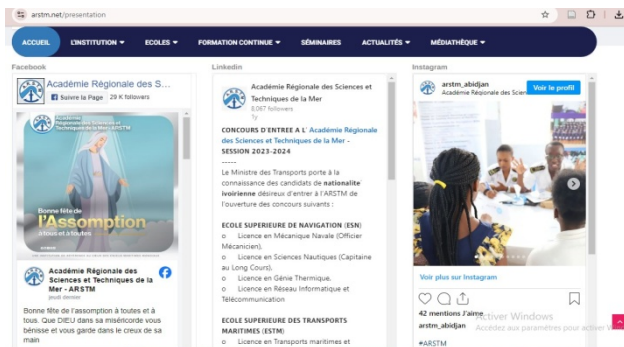 arstm.net/presentation
ACCUEIL L'INSTITUTION ECOLES FORMATION CONTINUE SÉMINAIRES ACTUALITÉS MÉDIATHÈQUE
Facebook
Académie Régionale des S...
Suivre la Page 29 K followers
Académie
Régionale des Sciences et
Techniques de la Mer - ARSTM
Bonne fête de
l'Assomption
à tous et à toutes
Académie Régionale des
Sciences et Techniques de la
Mer - ARSTM
jeudi dernier
Bonne fête de l'assomption à toutes et à
tous. Que DIEU dans sa miséricorde vous
bénisse et vous garde dans le creux de sa
main
Linkedin
Académie Régionale des Sciences et
Techniques de la Mer
8,087 followers
1y
CONCOURS D'ENTREE A L' Académie Régionale
des Sciences et Techniques de la Mer -
SESSION 2023-2024
-----
Le Ministre des Transports porte à la
connaissance des candidats de nationalite
ivoirienne désireux d'entrer à l'ARSTM de
l'ouverture des concours suivants :
ECOLE SUPERIEURE DE NAVIGATION (ESN)
o Licence en Mécanique Navale (Officier
Mécanicien),
o Licence en Sciences Nautiques (Capitaine
au Long Cours),
o Licence en Génie Thermique.
o Licence en Réseau Informatique et
Télécommunication
ECOLE SUPERIEURE DES TRANSPORTS
MARITIMES (ESTM)
o Licence en Transports maritimes et
Instagram
arstm_abidjan
Académie Régionale des Scien
Voir le profil
Voir plus sur Instagram
42 mentions J'aime
arstm_abidjan
#ARSTM
Activer Windows
Accédez aux paramètres pour activer Win